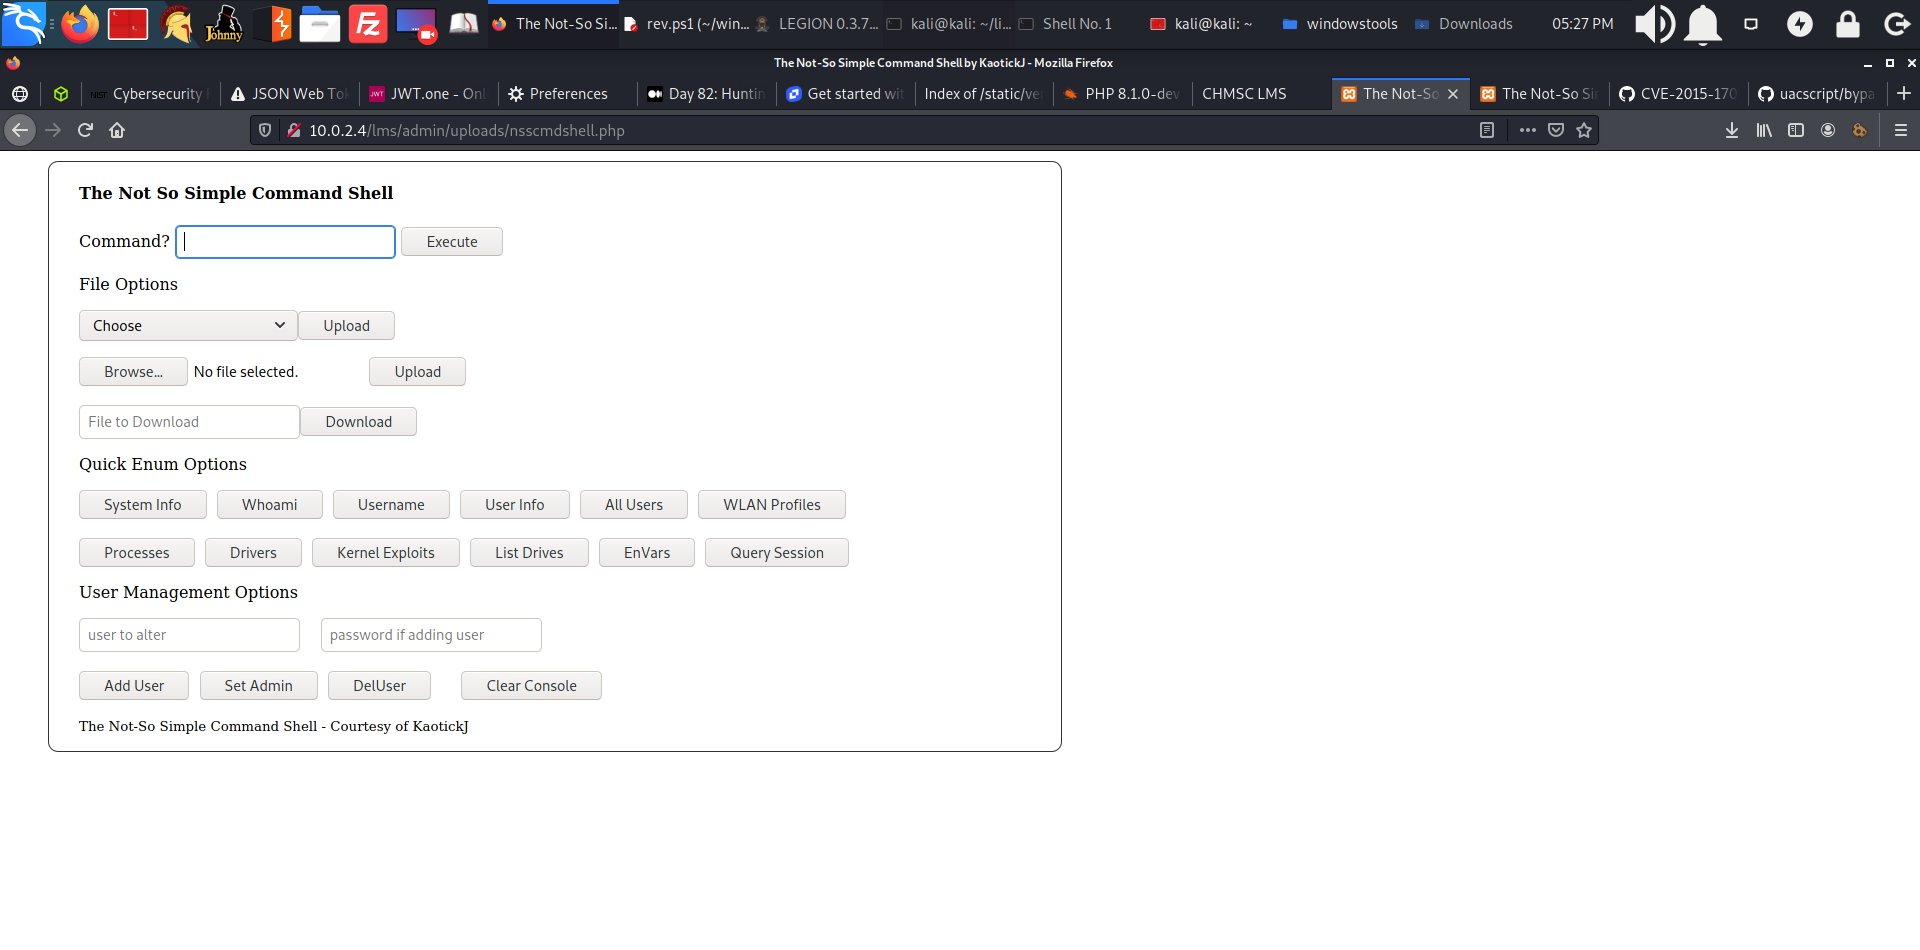 The Not-So Si... rev.ps1 (~/win... LEGION 0.3.7... kali@kali: ~/li... Shell No. 1 kali@kali: ~ windowstools Downloads 05:27 PM
The Not-So Simple Command Shell by KaotickJ - Mozilla Firefox
Cybersecurity JSON Web To JWT.one - Onl Preferences Day 82: Huntin Get started wit Index of /static/ve PHP 8.1.0-dev CHMSC LMS The Not-So The Not-So Si CVE-2015-170 uacscript/bypa
10.0.2.4/lms/admin/uploads/nsscmdshell.php
The Not So Simple Command Shell
Command? Execute
File Options
Choose Upload
Browse... No file selected. Upload
File to Download Download
Quick Enum Options
System Info Whoami Username User Info All Users WLAN Profiles
Processes Drivers Kernel Exploits List Drives EnVars Query Session
User Management Options
user to alter password if adding user
Add User Set Admin DelUser Clear Console
The Not-So Simple Command Shell - Courtesy of KaotickJ